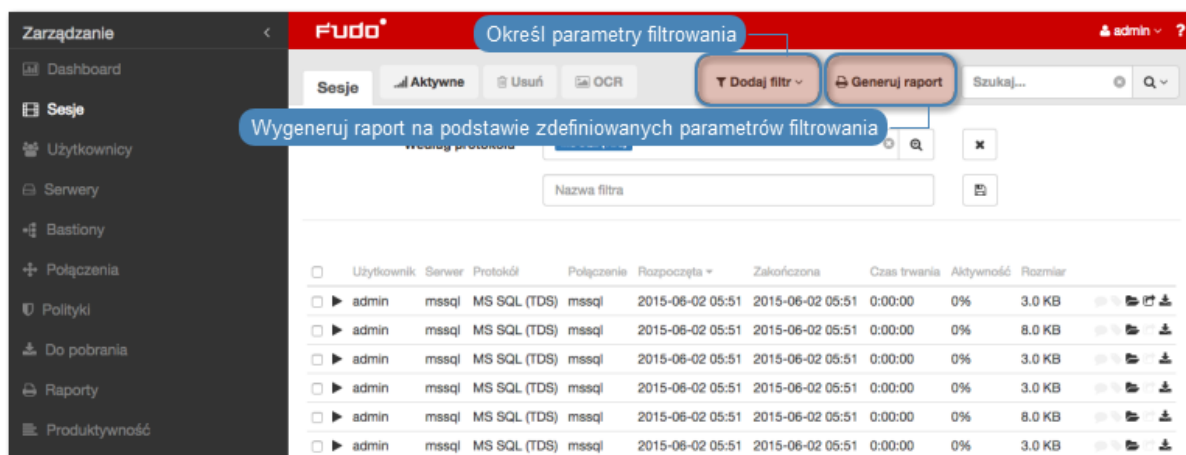 Zarządzanie
Fudo
Określ parametry filtrowania
admin
?
Dashboard
Sesje
Aktywne
Usuń
OCR
Dodaj filtr
Generuj raport
Szukaj...
Sesje
Wygeneruj raport na podstawie zdefiniowanych parametrów filtrowania
Użytkownicy
Nazwa filtra
Serwery
Bastiony
Połączenia
Użytkownik Serwer Protokół Połączenie Rozpoczęta Zakończona Czas trwania Aktywność Rozmiar
admin mssql MS SQL (TDS) mssql 2015-06-02 05:51 2015-06-02 05:51 0:00:00 0% 3.0 KB
Polityki
admin mssql MS SQL (TDS) mssql 2015-06-02 05:51 2015-06-02 05:51 0:00:00 0% 8.0 KB
Do pobrania
admin mssql MS SQL (TDS) mssql 2015-06-02 05:51 2015-06-02 05:51 0:00:00 0% 3.0 KB
Raporty
admin mssql MS SQL (TDS) mssql 2015-06-02 05:51 2015-06-02 05:51 0:00:00 0% 3.0 KB
admin mssql MS SQL (TDS) mssql 2015-06-02 05:51 2015-06-02 05:51 0:00:00 0% 8.0 KB
Produktywność
admin mssql MS SQL (TDS) mssql 2015-06-02 05:51 2015-06-02 05:51 0:00:00 0% 3.0 KB